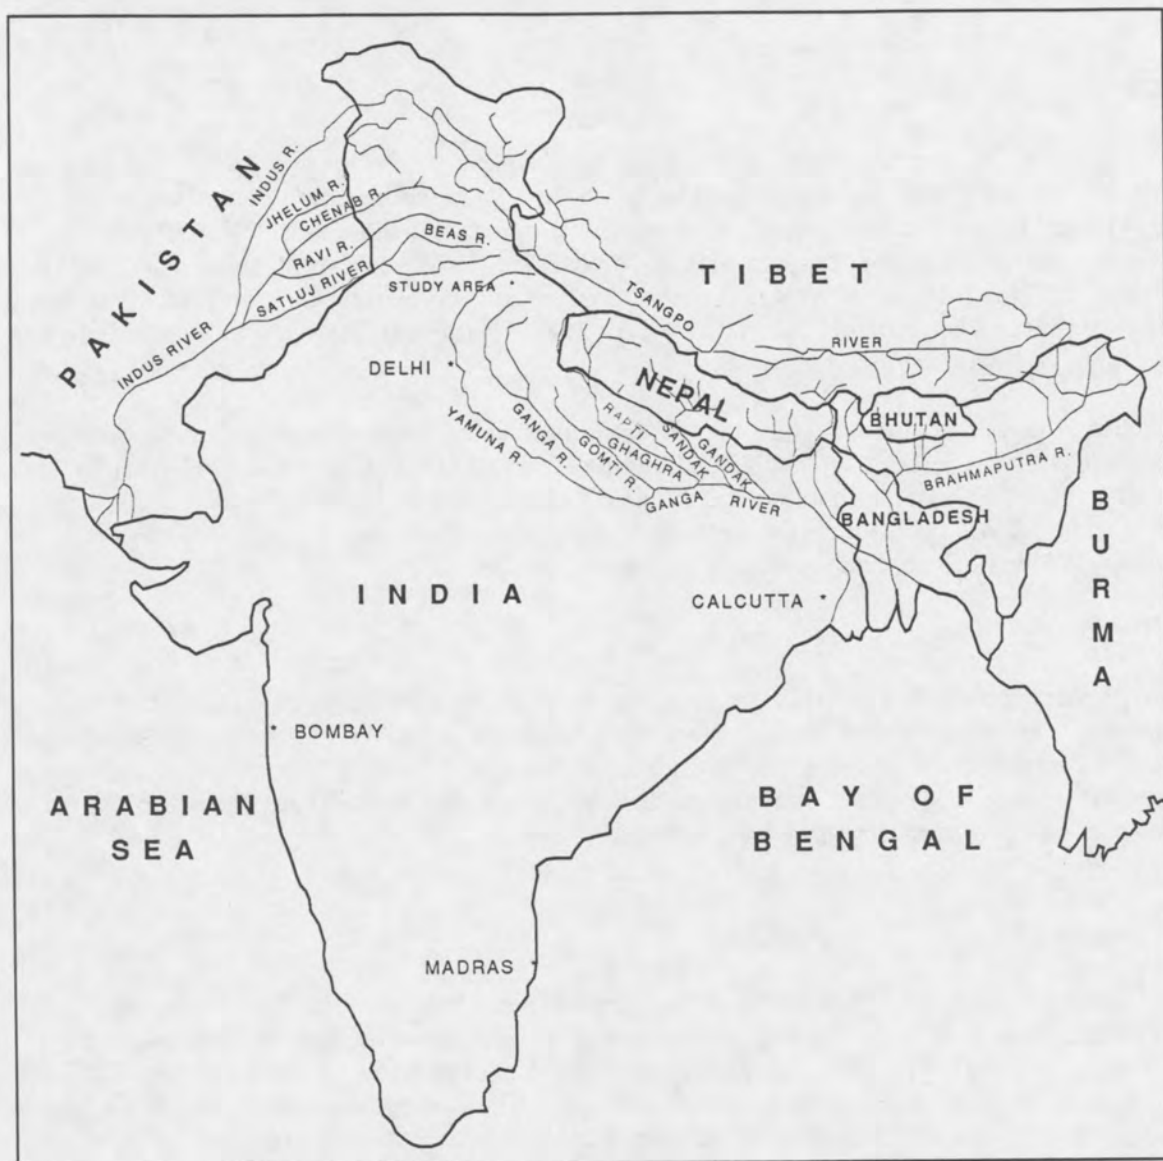 PAKISTAN
INDUS R.
JHELUM R.
CHENAB R.
RAVI R.
BEAS R.
SATLUJ RIVER
STUDY AREA
INDUS RIVER
TIBET
TSANGPO
RIVER
DELHI
NEPAL
BHUTAN
YAMUNA R.
GANGA R.
GOMTI R.
GHAGHRA
RAPTI
SANDAK
GANDAK
GANGA RIVER
BRAHMAPUTRA R.
BANGLADESH
BURMA
INDIA
CALCUTTA
BOMBAY
ARABIAN
SEA
BAY OF
BENGAL
MADRAS